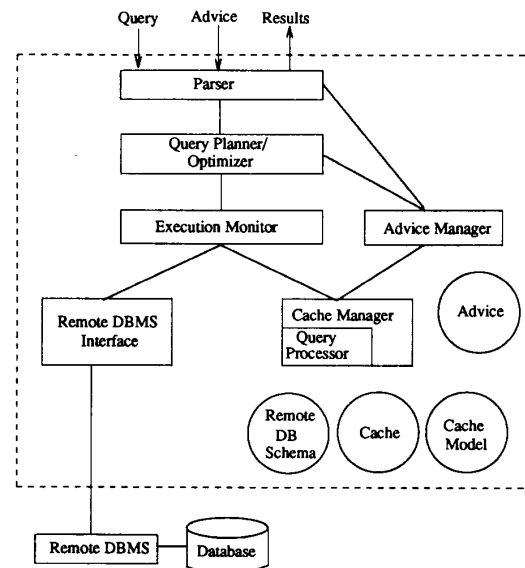 Query
Advice
Results
Parser
Query Planner/
Optimizer
Execution Monitor
Advice Manager
Remote DBMS
Interface
Cache Manager
Query
Processor
Advice
Remote
DB
Schema
Cache
Cache
Model
Remote DBMS
Database